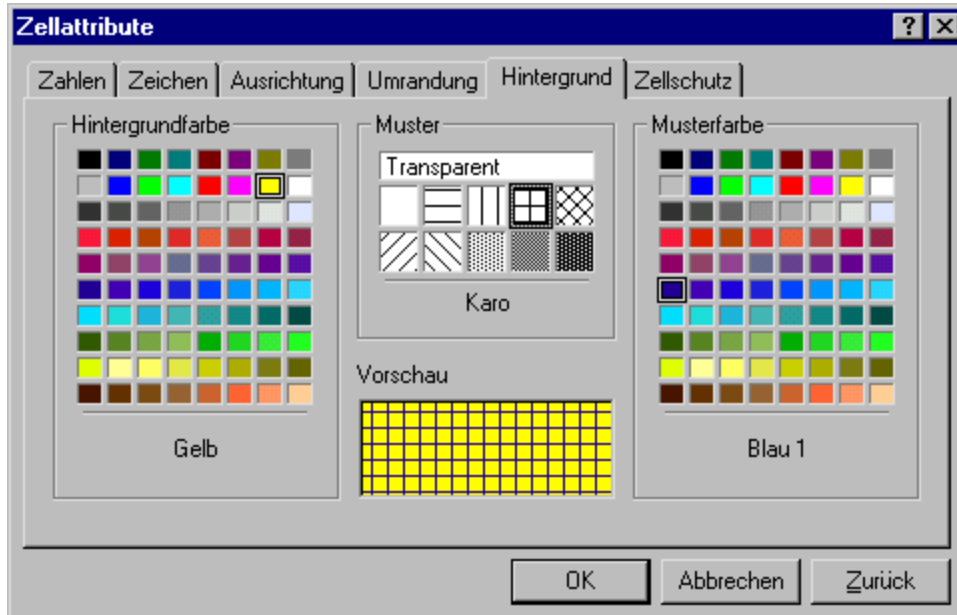 Zellattribute
Zahlen Zeichen Ausrichtung Umrandung Hintergrund Zellschutz
Hintergrundfarbe
Gelb
Muster
Transparent
Karo
Vorschau
Musterfarbe
Blau 1
OK Abbrechen Zurück